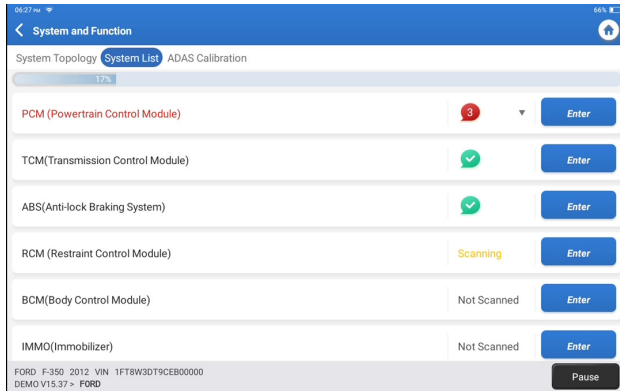 06:27 PM 66%
System and Function
System Topology System List ADAS Calibration
17%
PCM (Powertrain Control Module) 3 ▼ Enter
TCM(Transmission Control Module) Enter
ABS(Anti-lock Braking System) Enter
RCM (Restraint Control Module) Scanning Enter
BCM(Body Control Module) Not Scanned Enter
IMMO(Immobilizer) Not Scanned Enter
FORD F-350 2012 VIN 1FT8W3DT9CEB00000
DEMO V15.37 > FORD
Pause